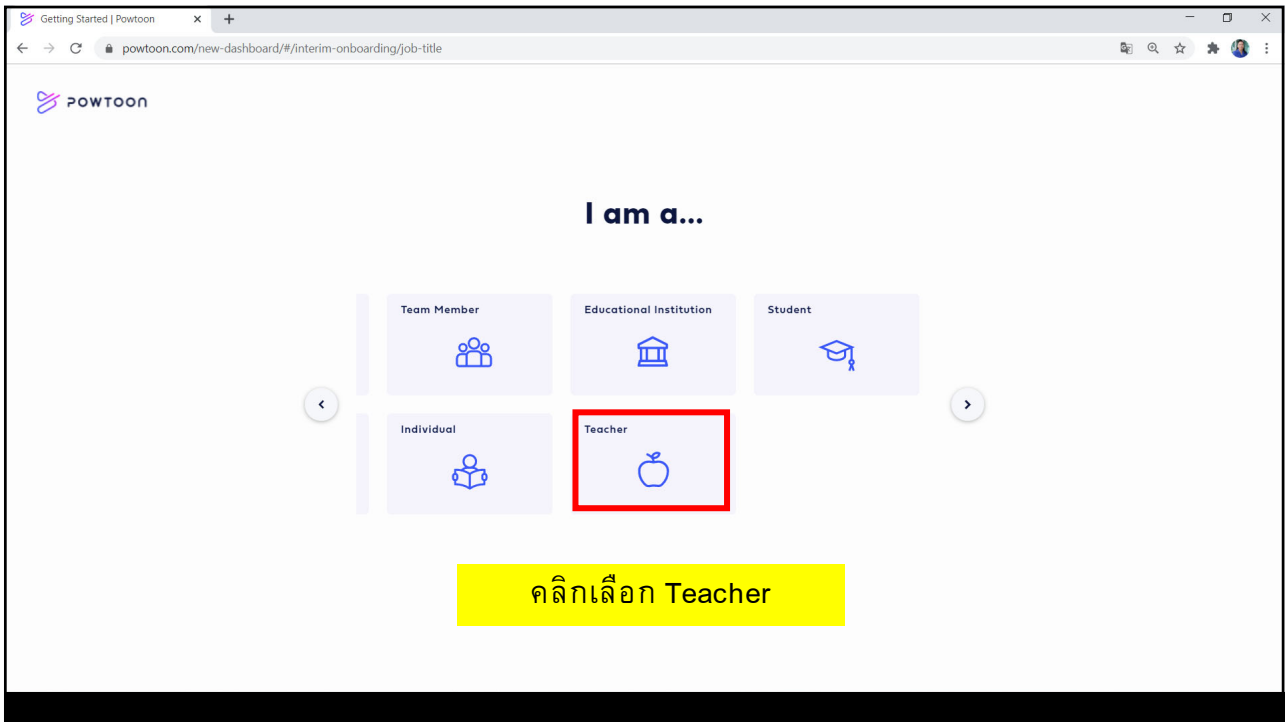 Getting Started | Powtoon
powtoon.com/new-dashboard/#/interim-onboarding/job-title
POWTOON
I am a...
Team Member
Educational Institution
Student
Individual
Teacher
คลิกเลือก Teacher